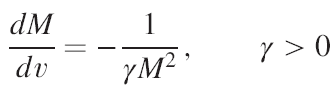 dM/dv = − 1/(γM²), γ > 0